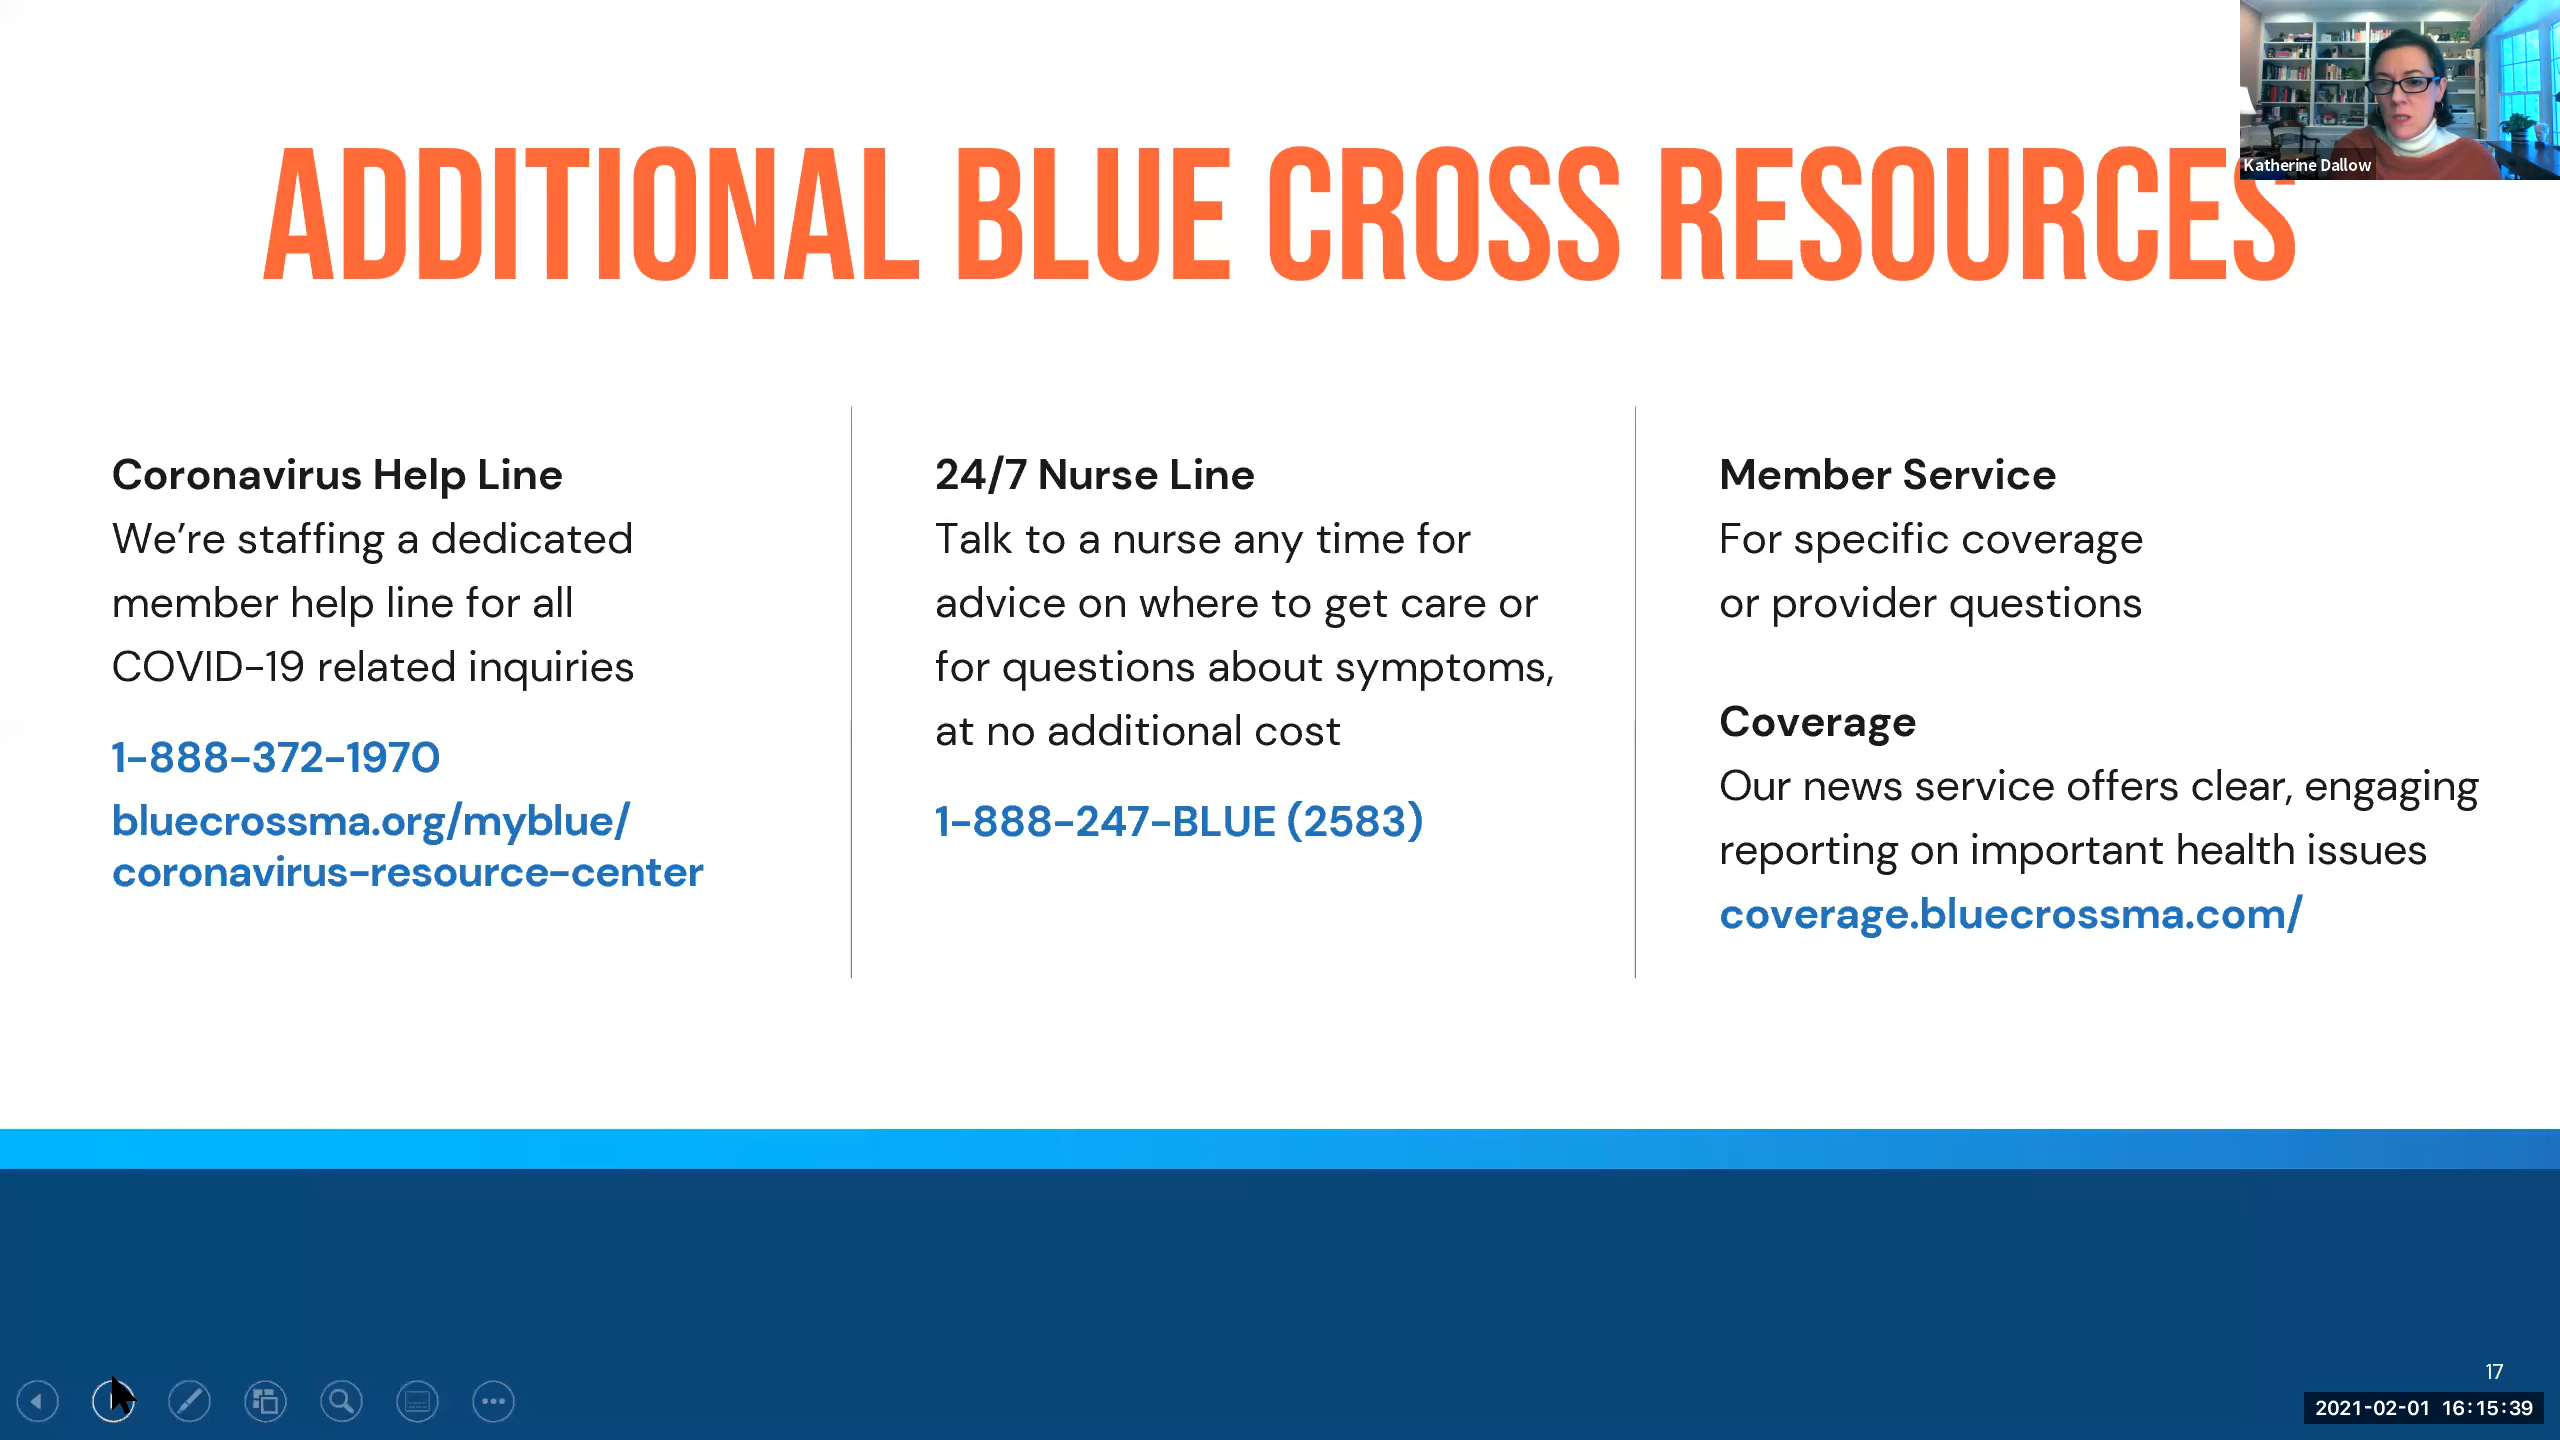 Katherine Dallow
ADDITIONAL BLUE CROSS RESOURCES
Coronavirus Help Line
We’re staffing a dedicated
member help line for all
COVID-19 related inquiries
1-888-372-1970
bluecrossma.org/myblue/
coronavirus-resource-center
24/7 Nurse Line
Talk to a nurse any time for
advice on where to get care or
for questions about symptoms,
at no additional cost
1-888-247-BLUE (2583)
Member Service
For specific coverage
or provider questions
Coverage
Our news service offers clear, engaging
reporting on important health issues
coverage.bluecrossma.com/
17
2021-02-01 16:15:39